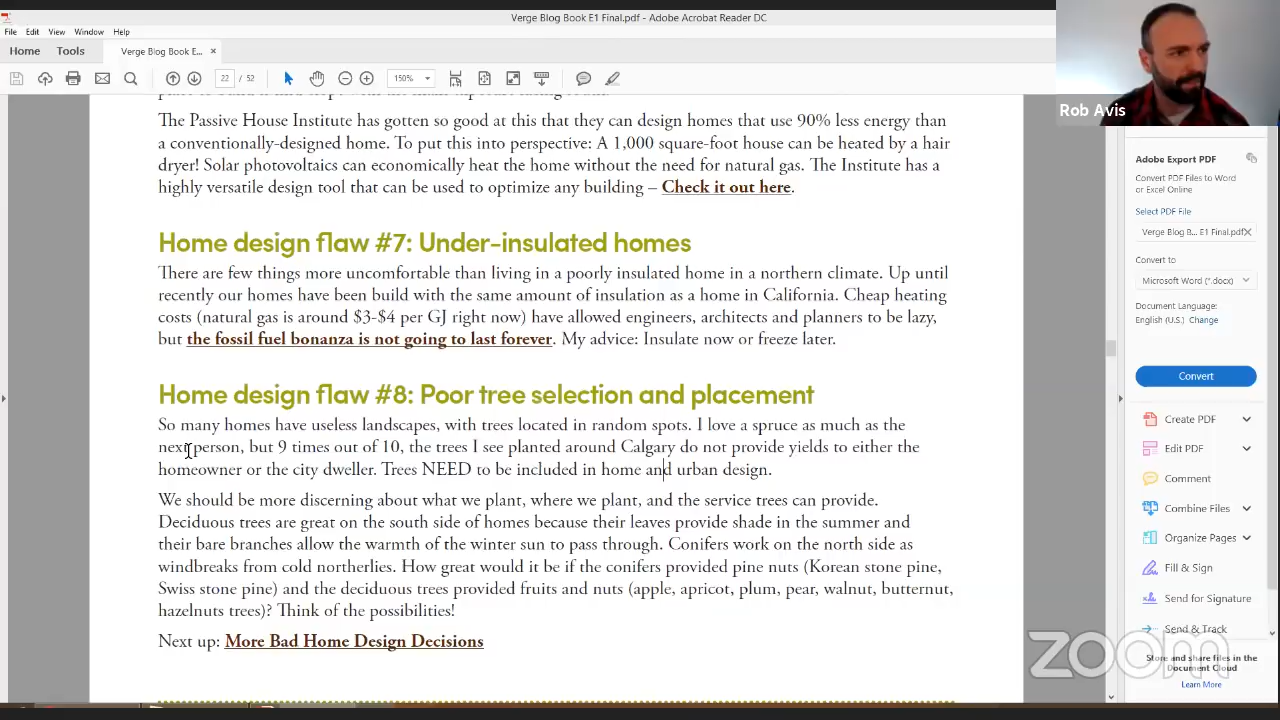 Verge Blog Book E1 Final.pdf - Adobe Acrobat Reader DC
File Edit View Window Help
Home Tools Verge Blog Book E... ×
22 / 52 150%
The Passive House Institute has gotten so good at this that they can design homes that use 90% less energy than
a conventionally-designed home. To put this into perspective: A 1,000 square-foot house can be heated by a hair
dryer! Solar photovoltaics can economically heat the home without the need for natural gas. The Institute has a
highly versatile design tool that can be used to optimize any building – Check it out here.
Home design flaw #7: Under-insulated homes
There are few things more uncomfortable than living in a poorly insulated home in a northern climate. Up until
recently our homes have been build with the same amount of insulation as a home in California. Cheap heating
costs (natural gas is around $3-$4 per GJ right now) have allowed engineers, architects and planners to be lazy,
but the fossil fuel bonanza is not going to last forever. My advice: Insulate now or freeze later.
Home design flaw #8: Poor tree selection and placement
So many homes have useless landscapes, with trees located in random spots. I love a spruce as much as the
next person, but 9 times out of 10, the trees I see planted around Calgary do not provide yields to either the
homeowner or the city dweller. Trees NEED to be included in home and urban design.
We should be more discerning about what we plant, where we plant, and the service trees can provide.
Deciduous trees are great on the south side of homes because their leaves provide shade in the summer and
their bare branches allow the warmth of the winter sun to pass through. Conifers work on the north side as
windbreaks from cold northerlies. How great would it be if the conifers provided pine nuts (Korean stone pine,
Swiss stone pine) and the deciduous trees provided fruits and nuts (apple, apricot, plum, pear, walnut, butternut,
hazelnuts trees)? Think of the possibilities!
Next up: More Bad Home Design Decisions
Rob Avis
Adobe Export PDF
Convert PDF Files to Word
or Excel Online
Select PDF File
Verge Blog B... E1 Final.pdf ×
Convert to
Microsoft Word (*.docx)
Document Language:
English (U.S.) Change
Convert
Create PDF
Edit PDF
Comment
Combine Files
Organize Pages
Fill & Sign
Send for Signature
Send & Track
Store and share files in the
Document Cloud
Learn More
zoom